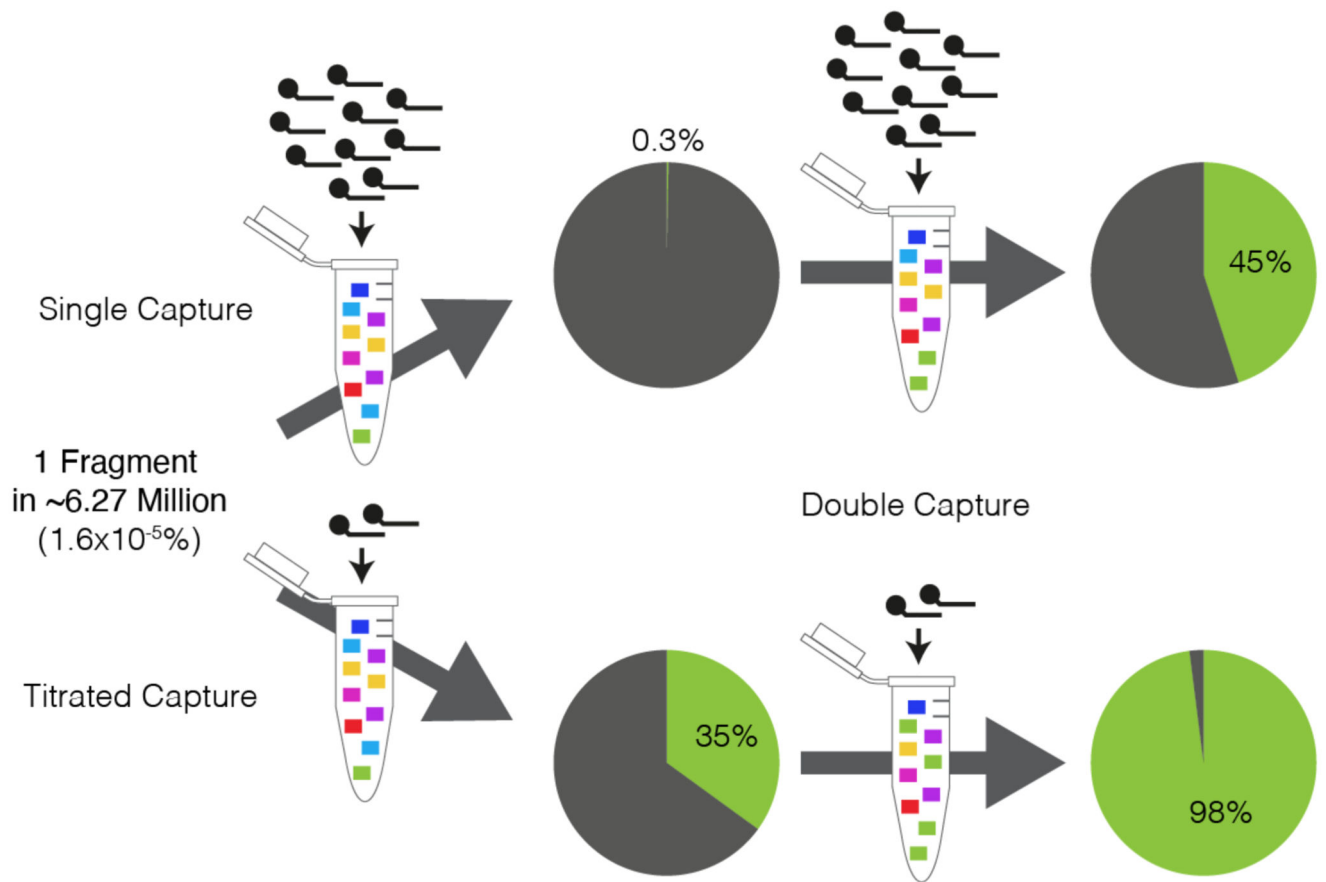 0.3%
45%
Single Capture
1 Fragment
in ~6.27 Million
(1.6x10⁻⁵%)
Double Capture
Titrated Capture
35%
98%